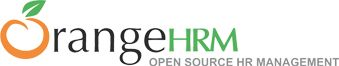 OrangeHRM
OPEN SOURCE HR MANAGEMENT